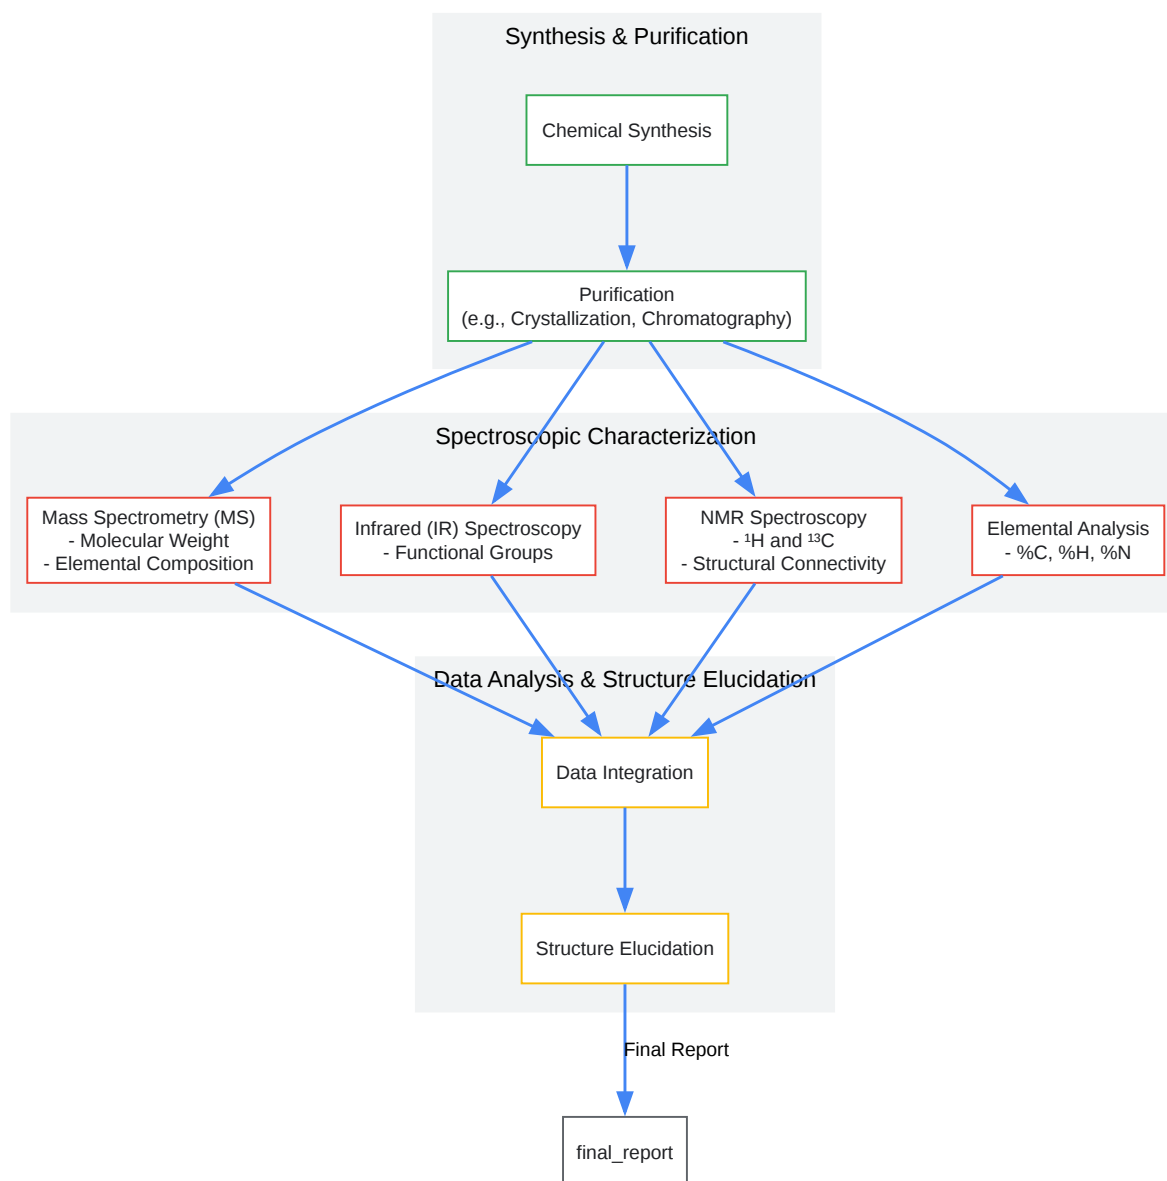 Synthesis & Purification
Chemical Synthesis
Purification
(e.g., Crystallization, Chromatography)
Spectroscopic Characterization
Mass Spectrometry (MS)
- Molecular Weight
- Elemental Composition
Infrared (IR) Spectroscopy
- Functional Groups
NMR Spectroscopy
- ¹H and ¹³C
- Structural Connectivity
Elemental Analysis
- %C, %H, %N
Data Analysis & Structure Elucidation
Data Integration
Structure Elucidation
Final Report
final_report